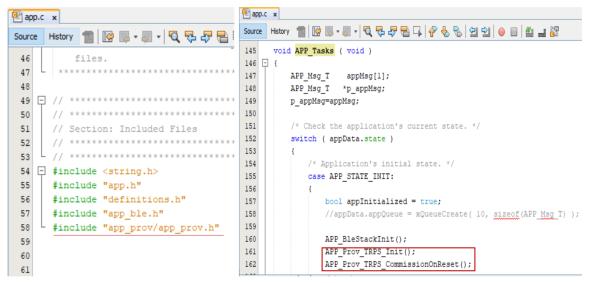 app.c x
Source History
46 files.
47 ***********************************
48
49 // ***********************************
50 // ***********************************
51 // Section: Included Files
52 // ***********************************
53 // ***********************************
54 #include <string.h>
55 #include "app.h"
56 #include "definitions.h"
57 #include "app_ble.h"
58 #include "app_prov/app_prov.h"
59
60
61
app.c x
Source History
145 void APP_Tasks ( void )
146 {
147 APP_Msg_T appMsg[1];
148 APP_Msg_T *p_appMsg;
149 p_appMsg=appMsg;
150
151 /* Check the application's current state. */
152 switch ( appData.state )
153 {
154 /* Application's initial state. */
155 case APP_STATE_INIT:
156 {
157 bool appInitialized = true;
158 //appData.appQueue = xQueueCreate( 10, sizeof(APP_Msg_T) );
159
160 APP_BleStackInit();
161 APP_Prov_TRPS_Init();
162 APP_Prov_TRPS_CommissionOnReset();